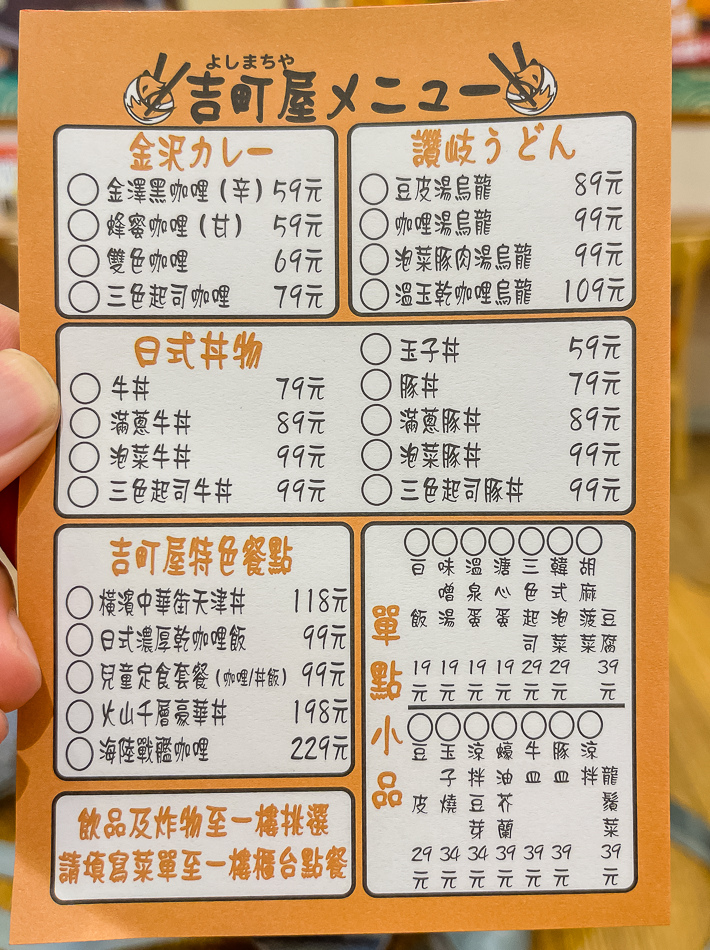 よしまちや
吉町屋メニュー
金沢カレー
金澤黑咖哩(辛)59元
蜂蜜咖哩(甘) 59元
雙色咖哩 69元
三色起司咖哩 79元
讚岐うどん
豆皮湯烏龍 89元
咖哩湯烏龍 99元
泡菜豚肉湯烏龍 99元
溫玉乾咖哩烏龍 109元
日式丼物
牛丼 79元
滿蔥牛丼 89元
泡菜牛丼 99元
三色起司牛丼 99元
玉子丼 59元
豚丼 79元
滿蔥豚丼 89元
泡菜豚丼 99元
三色起司豚丼 99元
吉町屋特色餐點
橫濱中華街天津丼 118元
日式濃厚乾咖哩飯 99元
兒童定食套餐(咖哩/丼飯) 99元
火山千層豪華丼 198元
海陸戰艦咖哩 229元
飲品及炸物至一樓挑選
請填寫菜單至一樓櫃台點餐
單點小品
白飯 19元
味噌湯 19元
溫泉蛋 19元
溏心蛋 19元
三色起司 29元
韓式泡菜 29元
胡麻菠菜豆腐 39元
豆皮 29元
玉子燒 34元
涼拌豆芽 34元
蠔油芥蘭 39元
牛皿 39元
豚皿 39元
涼拌龍鬚菜 39元